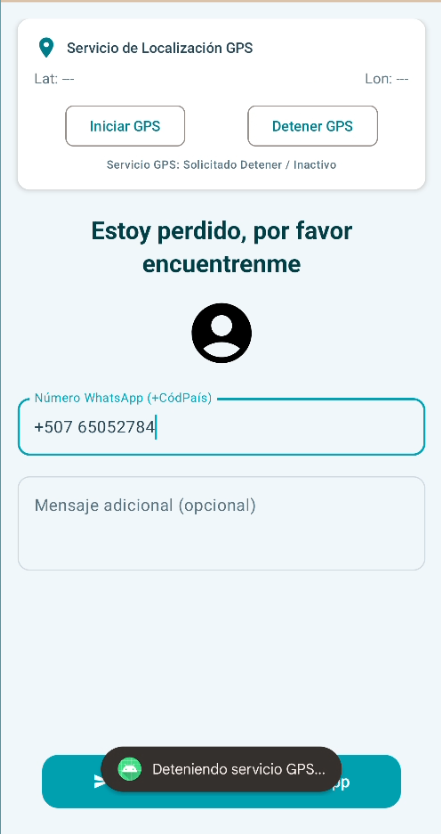 Servicio de Localización GPS
Lat: ---
Lon: ---
Iniciar GPS
Detener GPS
Servicio GPS: Solicitado Detener / Inactivo
Estoy perdido, por favor
encuentrenme
Número WhatsApp (+CódPaís)
+507 65052784
Mensaje adicional (opcional)
Deteniendo servicio GPS...
pp